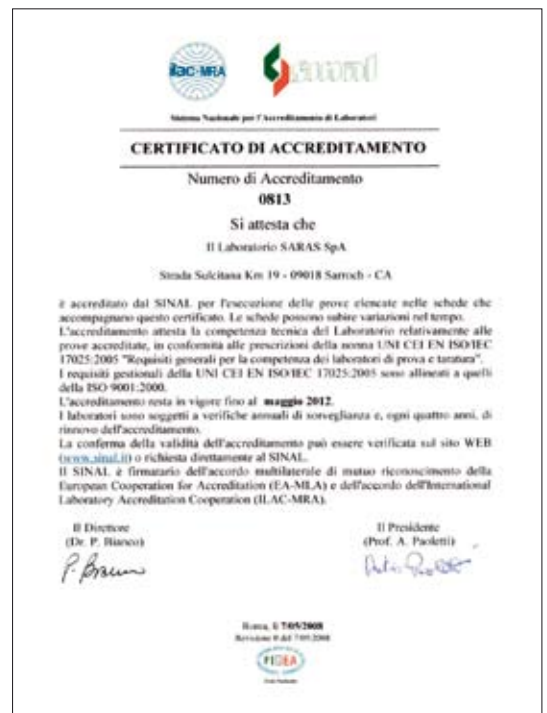 ilac-MRA
sinal
Sistema Nazionale per l'Accreditamento di Laboratori
CERTIFICATO DI ACCREDITAMENTO
Numero di Accreditamento
0813
Si attesta che
Il Laboratorio SARAS SpA
Strada Sulcitana Km 19 - 09018 Sarroch - CA
è accreditato dal SINAL per l'esecuzione delle prove elencate nelle schede che
accompagnano questo certificato. Le schede possono subire variazioni nel tempo.
L'accreditamento attesta la competenza tecnica del Laboratorio relativamente alle
prove accreditate, in conformità alle prescrizioni della norma UNI CEI EN ISO/IEC
17025:2005 "Requisiti generali per la competenza dei laboratori di prova e taratura".
I requisiti gestionali della UNI CEI EN ISO/IEC 17025:2005 sono allineati a quelli
della ISO 9001:2000.
L'accreditamento resta in vigore fino al maggio 2012.
I laboratori sono soggetti a verifiche annuali di sorveglianza e, ogni quattro anni, di
rinnovo dell'accreditamento.
La conferma della validità dell'accreditamento può essere verificata sul sito WEB
(www.sinal.it) o richiesta direttamente al SINAL.
Il SINAL è firmatario dell'accordo multilaterale di mutuo riconoscimento della
European Cooperation for Accreditation (EA-MLA) e dell'accordo dell'International
Laboratory Accreditation Cooperation (ILAC-MRA).
Il Direttore Il Presidente
(Dr. P. Bianco) (Prof. A. Paoletti)
P. Bianco
Roma, li 7/05/2008
Revisione 0 del 7/05/2008
FIDEA